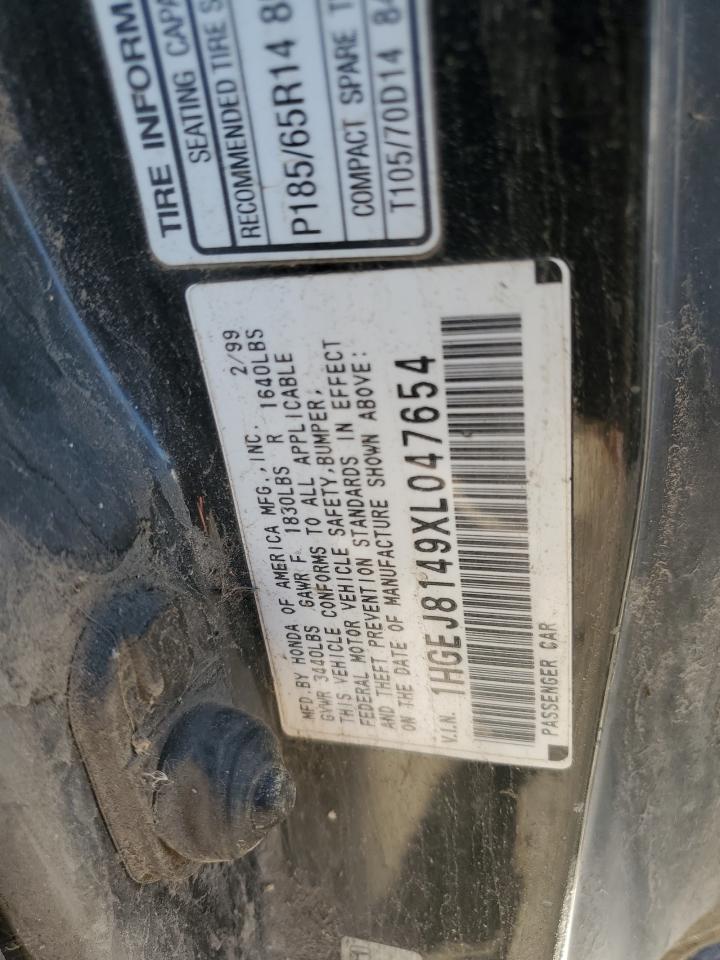 TIRE INFORM
SEATING CAPA
RECOMMENDED TIRE S
P185/65R14 8
COMPACT SPARE T
T105/70D14 84
MFD. BY HONDA OF AMERICA MFG., INC. 2/99
GVWR 3440LBS GAWR F 1830LBS R 1640LBS
THIS VEHICLE CONFORMS TO ALL APPLICABLE
FEDERAL MOTOR VEHICLE SAFETY, BUMPER,
AND THEFT PREVENTION STANDARDS IN EFFECT
ON THE DATE OF MANUFACTURE SHOWN ABOVE:
V.I.N. 1HGEJ8149XL047654
PASSENGER CAR